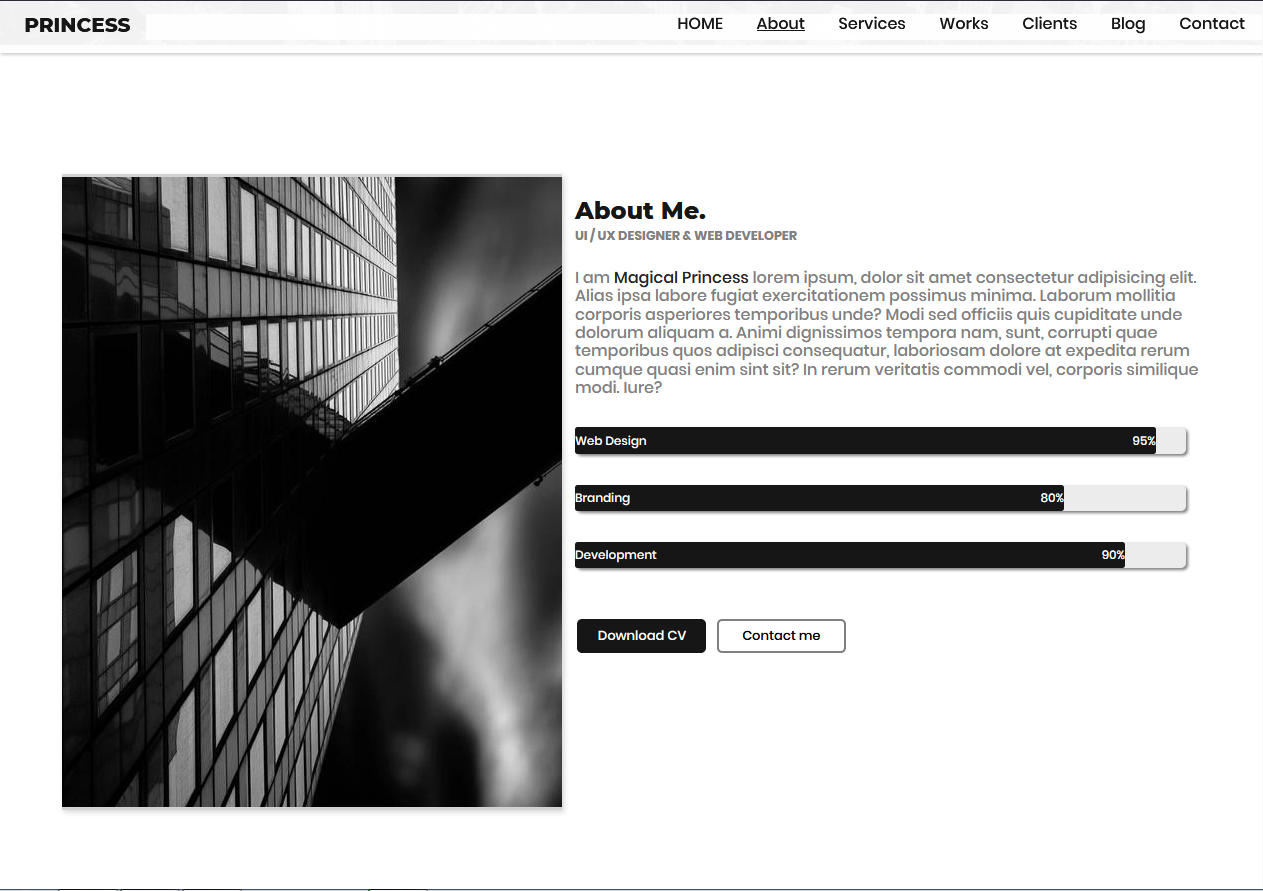 PRINCESS
HOME About Services Works Clients Blog Contact
About Me.
UI / UX DESIGNER & WEB DEVELOPER
I am Magical Princess lorem ipsum, dolor sit amet consectetur adipisicing elit.
Alias ipsa labore fugiat exercitationem possimus minima. Laborum mollitia
corporis asperiores temporibus unde? Modi sed officiis quis cupiditate unde
dolorum aliquam a. Animi dignissimos tempora nam, sunt, corrupti quae
temporibus quos adipisci consequatur, laboriosam dolore at expedita rerum
cumque quasi enim sint sit? In rerum veritatis commodi vel, corporis similique
modi. Iure?
Web Design 95%
Branding 80%
Development 90%
Download CV Contact me